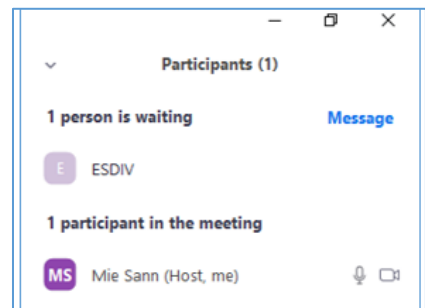 Participants (1)
1 person is waiting Message
E ESDIV
1 participant in the meeting
MS Mie Sann (Host, me)